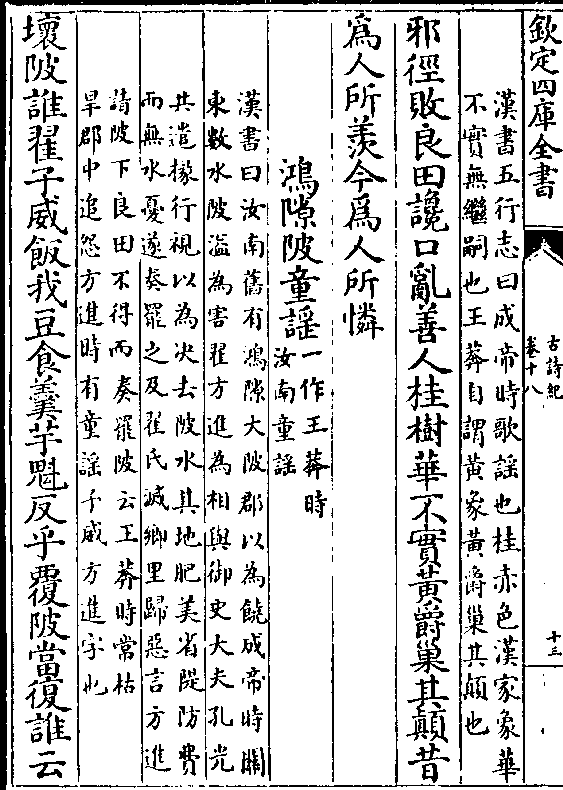 欽定四庫全書
古詩紀
卷十八
十三
漢書五行志曰成帝時歌謡也桂赤色漢家象華
不實無繼嗣也王莽自謂黄象黄爵巢其顛也
邪徑敗良田讒口亂善人桂樹華不實黄爵巢其顛昔
為人所羨今為人所憐
鴻隙陂童謡一作王莽時
汝南童謡
漢書曰汝南舊有鴻隙大陂郡以為饒成帝時關
東數水陂溢為害翟方進為相與御史大夫孔光
共遣掾行視以為决去陂水其地肥美省隄防費
而無水憂遂奏罷之及翟氏滅鄉里歸惡言方進
請陂下良田不得而奏罷陂云王莽時常枯
旱郡中追怨方進時有童謡子威方進字也
壞陂誰翟子威飯我豆食羹芋魁反乎覆陂當復誰云